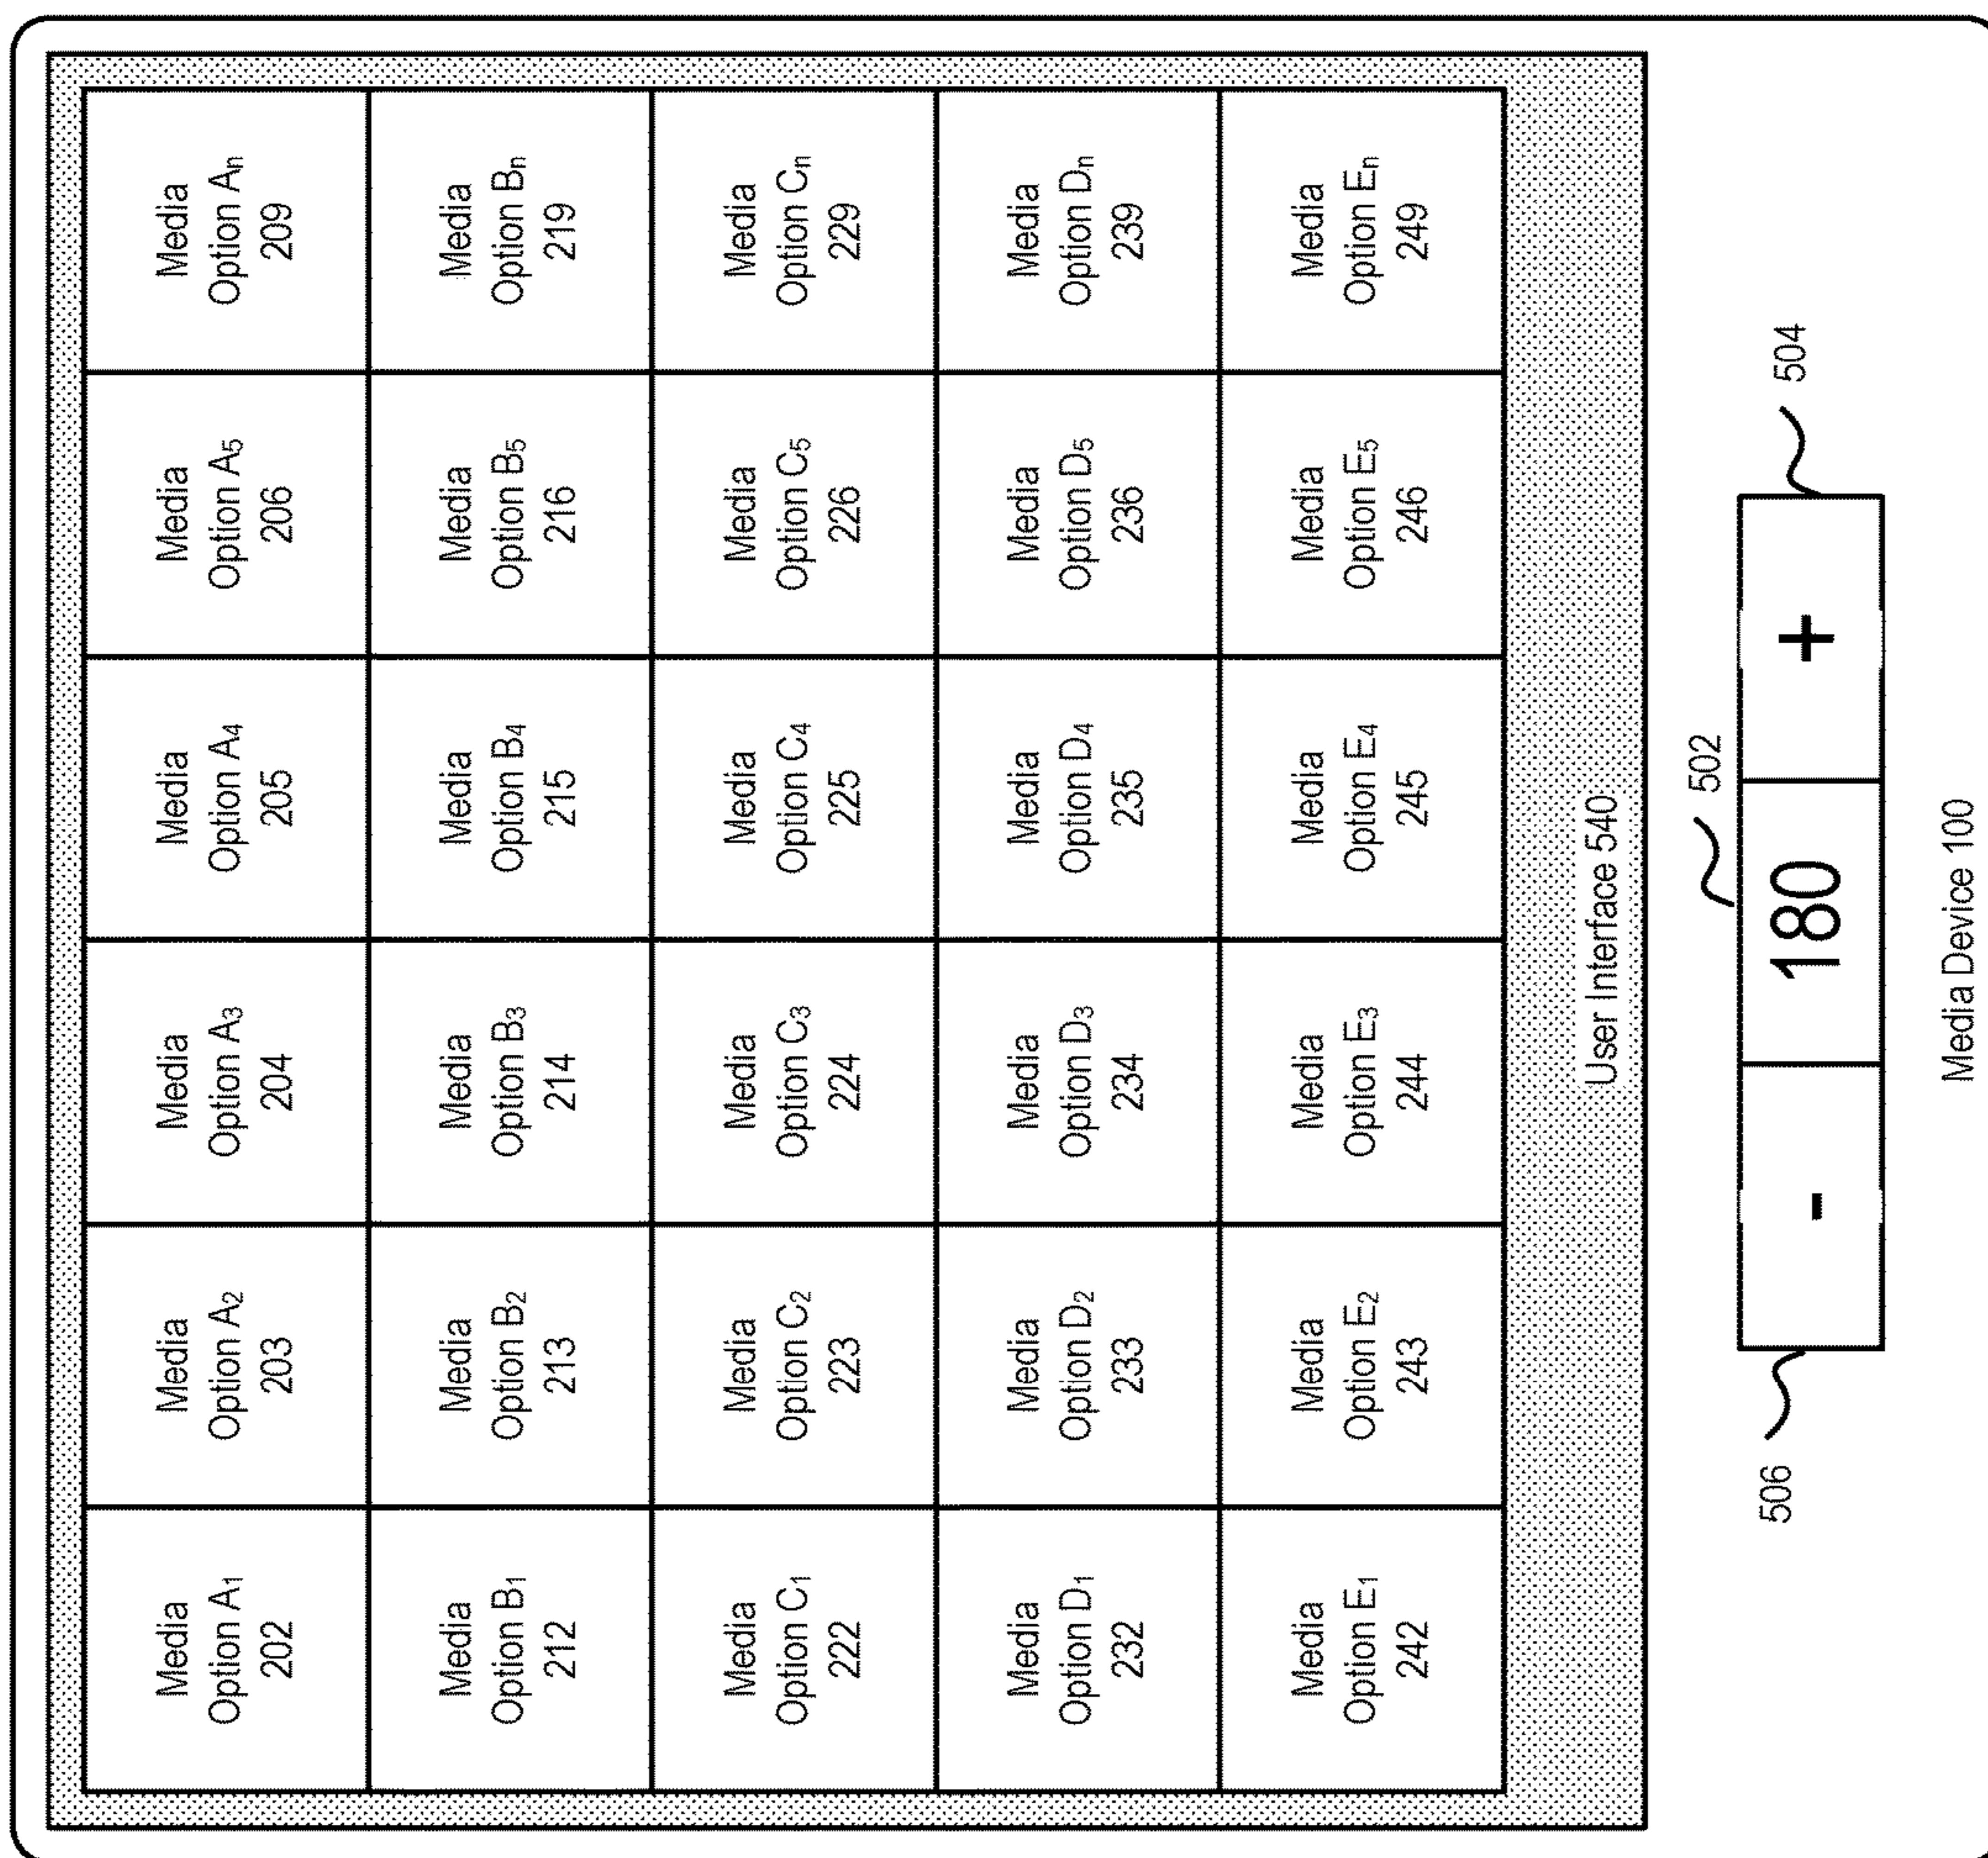 Media
Option A₁
202
Media
Option A₂
203
Media
Option A₃
204
Media
Option A₄
205
Media
Option A₅
206
Media
Option Aₙ
209
Media
Option B₁
212
Media
Option B₂
213
Media
Option B₃
214
Media
Option B₄
215
Media
Option B₅
216
Media
Option Bₙ
219
Media
Option C₁
222
Media
Option C₂
223
Media
Option C₃
224
Media
Option C₄
225
Media
Option C₅
226
Media
Option Cₙ
229
Media
Option D₁
232
Media
Option D₂
233
Media
Option D₃
234
Media
Option D₄
235
Media
Option D₅
236
Media
Option Dₙ
239
Media
Option E₁
242
Media
Option E₂
243
Media
Option E₃
244
Media
Option E₄
245
Media
Option E₅
246
Media
Option Eₙ
249
User Interface 540
502
506
-
180
+
504
Media Device 100